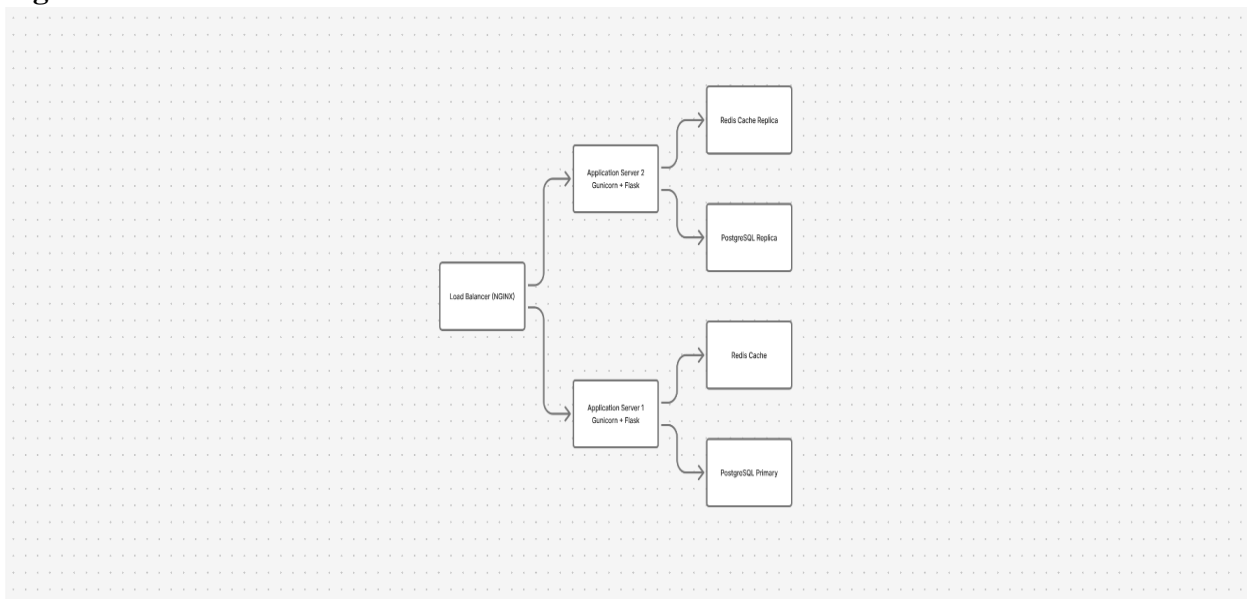 Redis Cache Replica
Application Server 2
Gunicorn + Flask
PostgreSQL Replica
Load Balancer (NGINX)
Redis Cache
Application Server 1
Gunicorn + Flask
PostgreSQL Primary